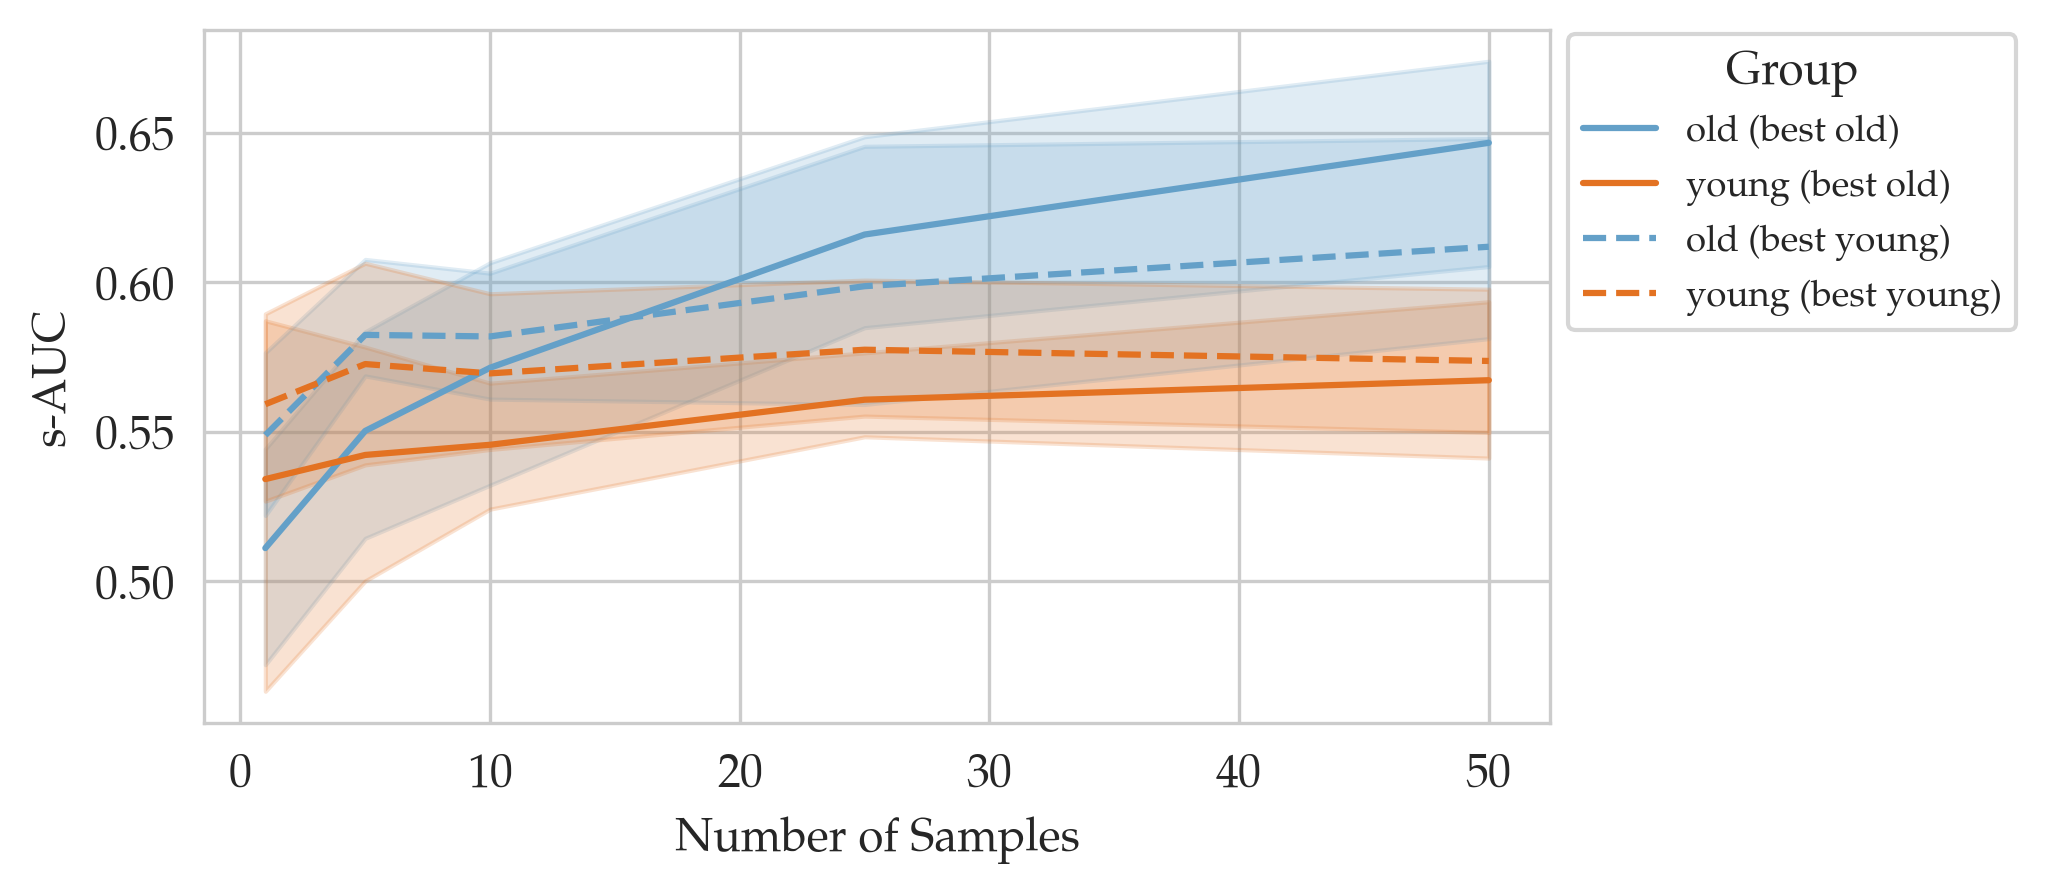 Group
old (best old)
young (best old)
old (best young)
young (best young)
s-AUC
0.65
0.60
0.55
0.50
0 10 20 30 40 50
Number of Samples